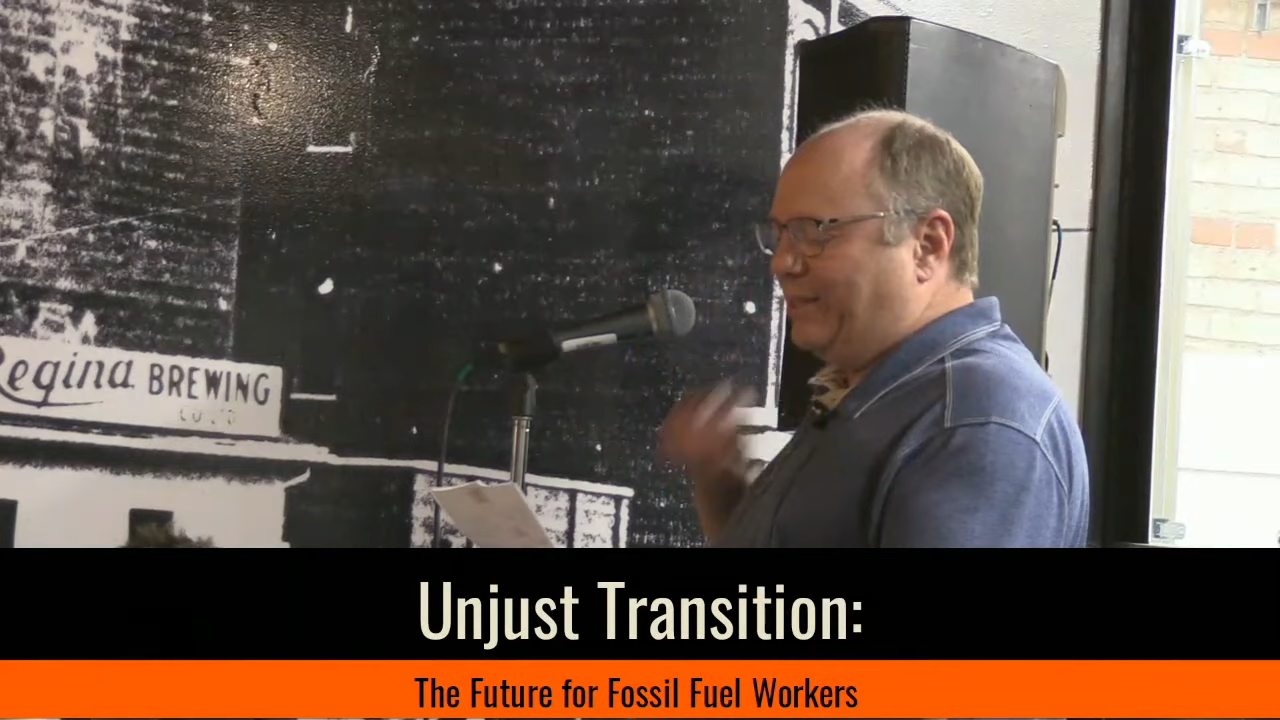 Regina BREWING
Unjust Transition:
The Future for Fossil Fuel Workers